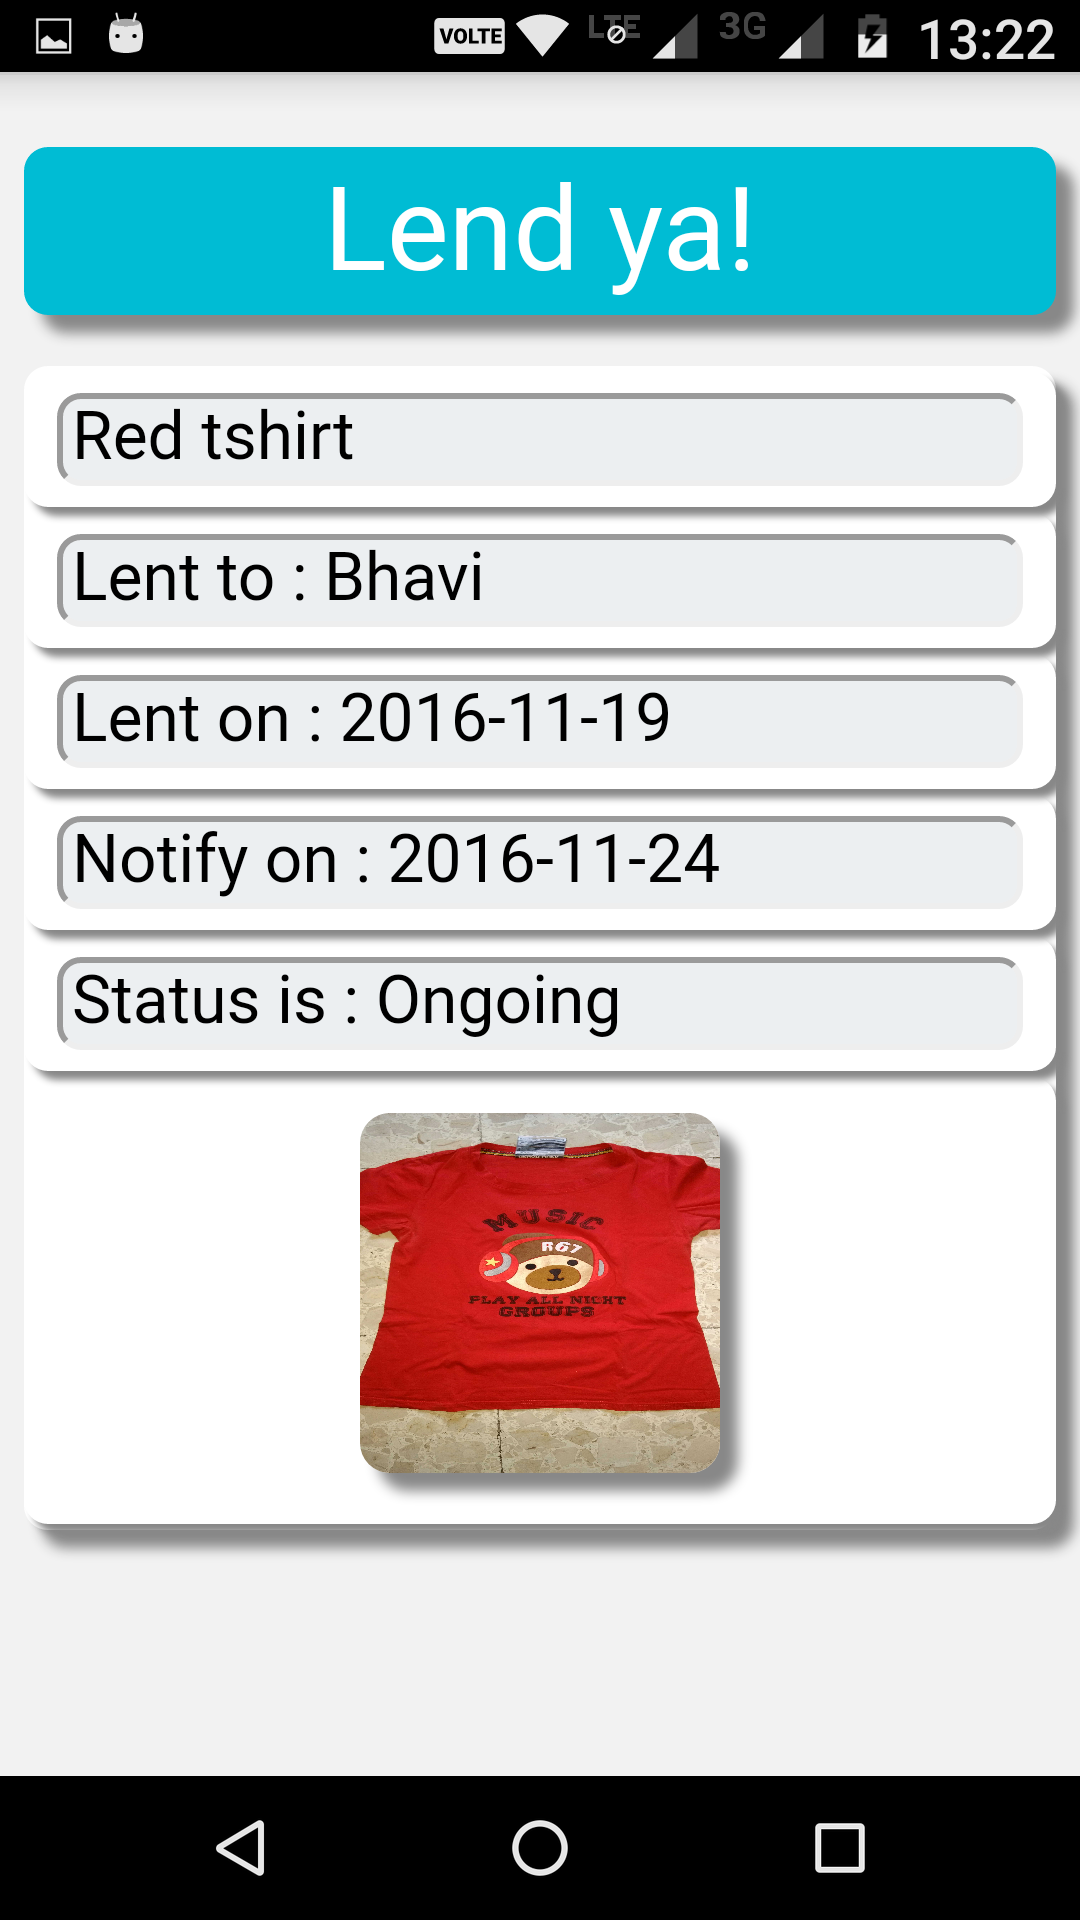 VOLTE LTE 3G 13:22
Lend ya!
Red tshirt
Lent to : Bhavi
Lent on : 2016-11-19
Notify on : 2016-11-24
Status is : Ongoing
MUSIC
R67
PLAY ALL NIGHT
GROUPS